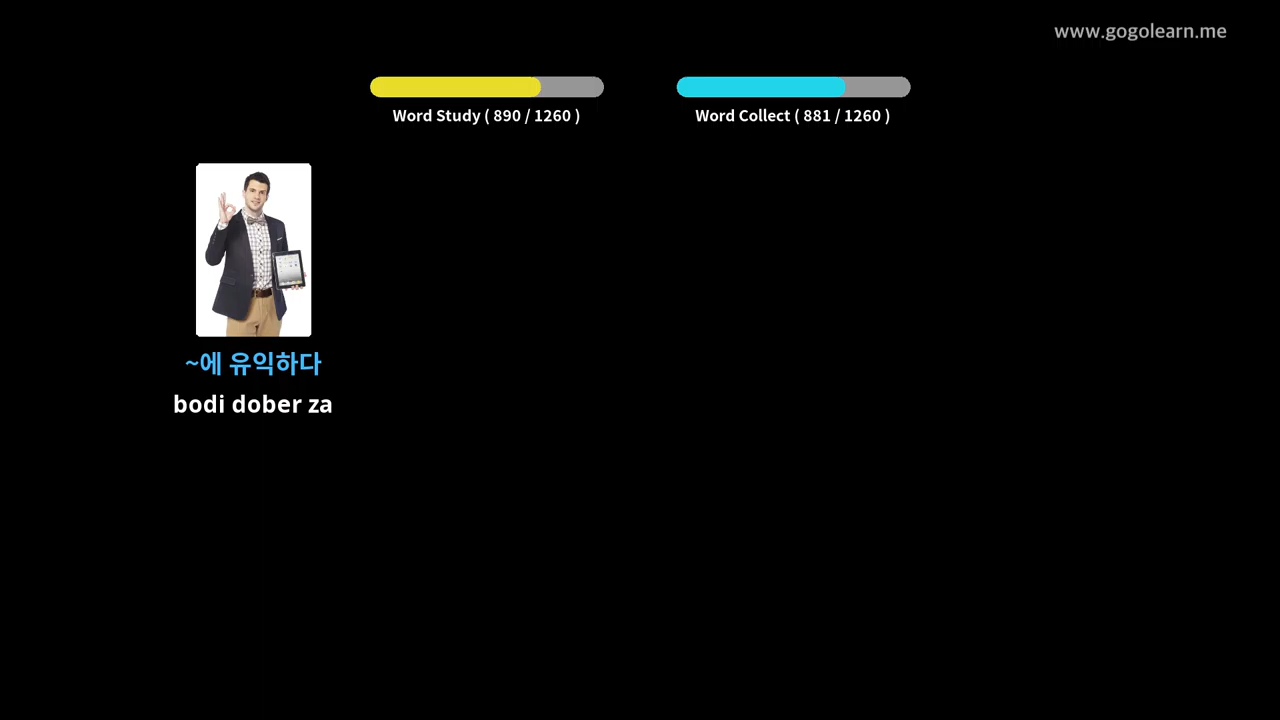 www.gogolearn.me
Word Study ( 890 / 1260 )
Word Collect ( 881 / 1260 )
~에 유익하다
bodi dober za